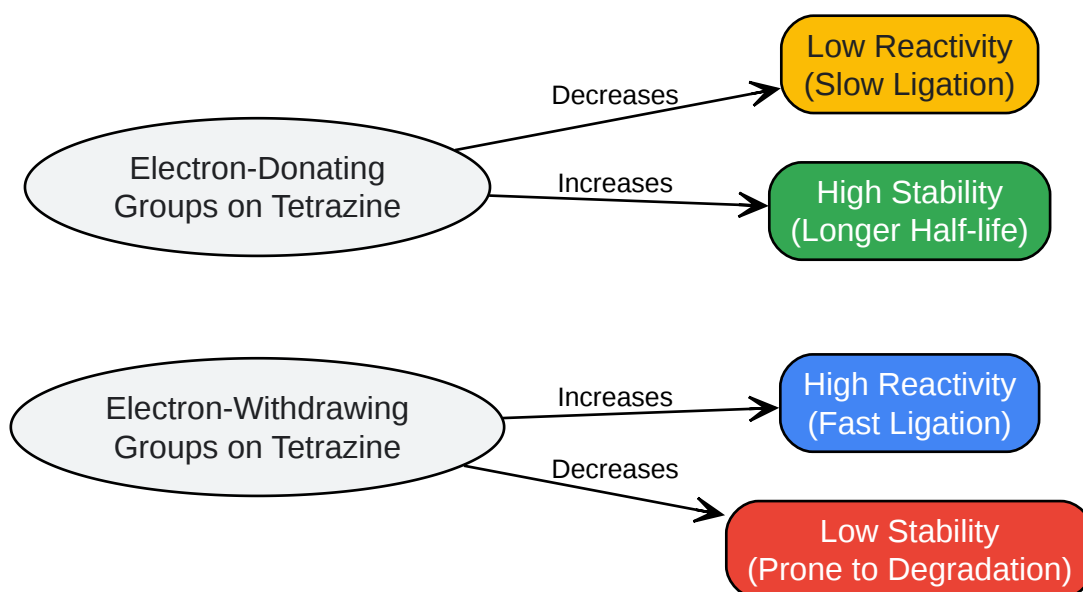 Low Reactivity
(Slow Ligation)
Decreases
Electron-Donating
Groups on Tetrazine
Increases
High Stability
(Longer Half-life)
Electron-Withdrawing
Groups on Tetrazine
Increases
High Reactivity
(Fast Ligation)
Decreases
Low Stability
(Prone to Degradation)